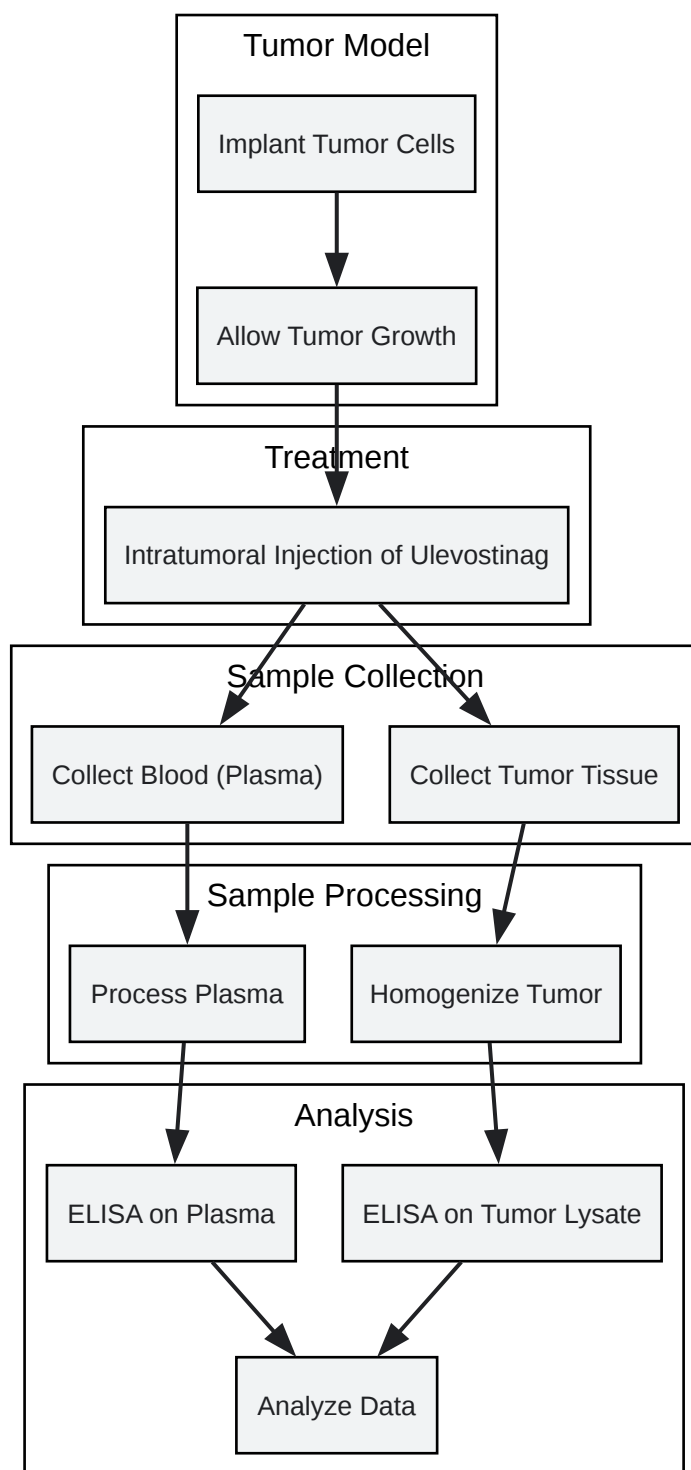 Tumor Model
Implant Tumor Cells
Allow Tumor Growth
Treatment
Intratumoral Injection of Ulevostinag
Sample Collection
Collect Blood (Plasma)
Collect Tumor Tissue
Sample Processing
Process Plasma
Homogenize Tumor
Analysis
ELISA on Plasma
ELISA on Tumor Lysate
Analyze Data